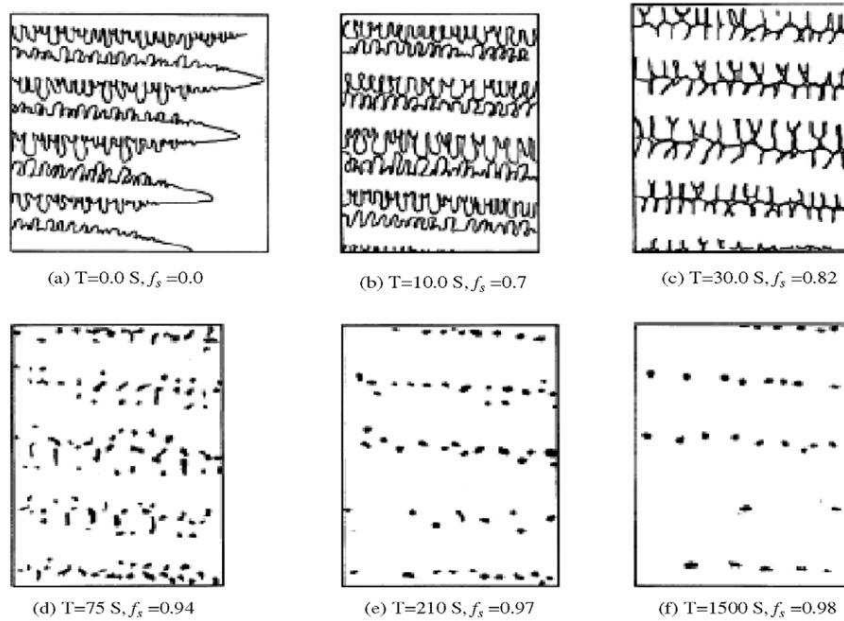 (a) T=0.0 S, fₛ =0.0
(b) T=10.0 S, fₛ =0.7
(c) T=30.0 S, fₛ =0.82
(d) T=75 S, fₛ =0.94
(e) T=210 S, fₛ =0.97
(f) T=1500 S, fₛ =0.98